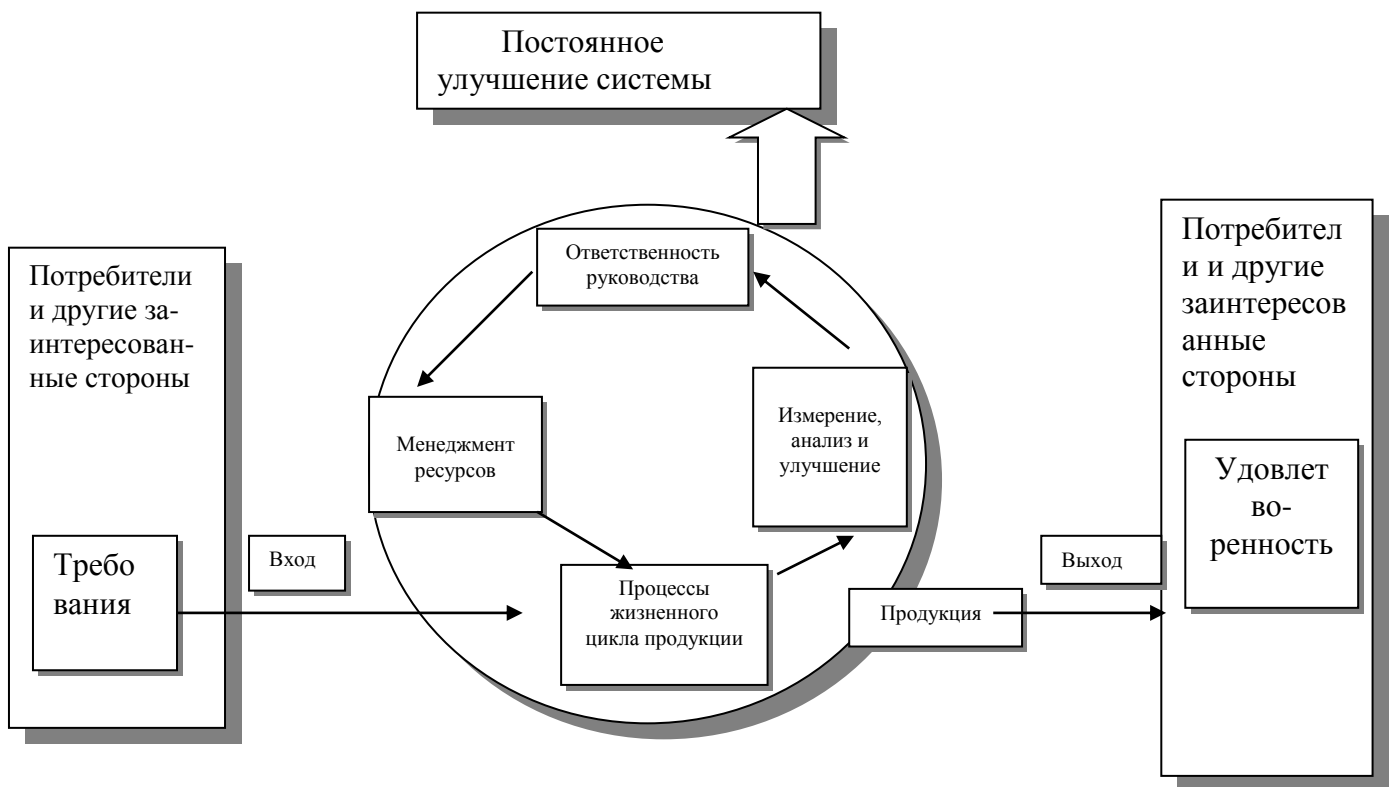 Постоянное
улучшение системы
Потребители
и другие за-
интересован-
ные стороны
Требо
вания
Вход
Ответственность
руководства
Менеджмент
ресурсов
Измерение,
анализ и
улучшение
Процессы
жизненного
цикла продукции
Продукция
Выход
Потребител
и и другие
заинтересов
анные
стороны
Удовлет
во-
ренность